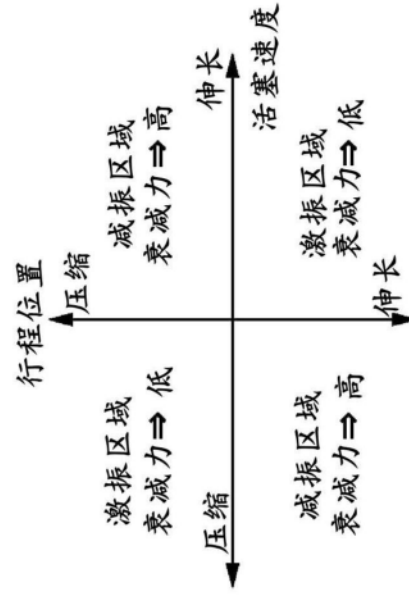 行程位置
压缩
激振区域
衰减力⇒低
减振区域
衰减力⇒高
压缩
伸长
活塞速度
减振区域
衰减力⇒高
激振区域
衰减力⇒低
伸长